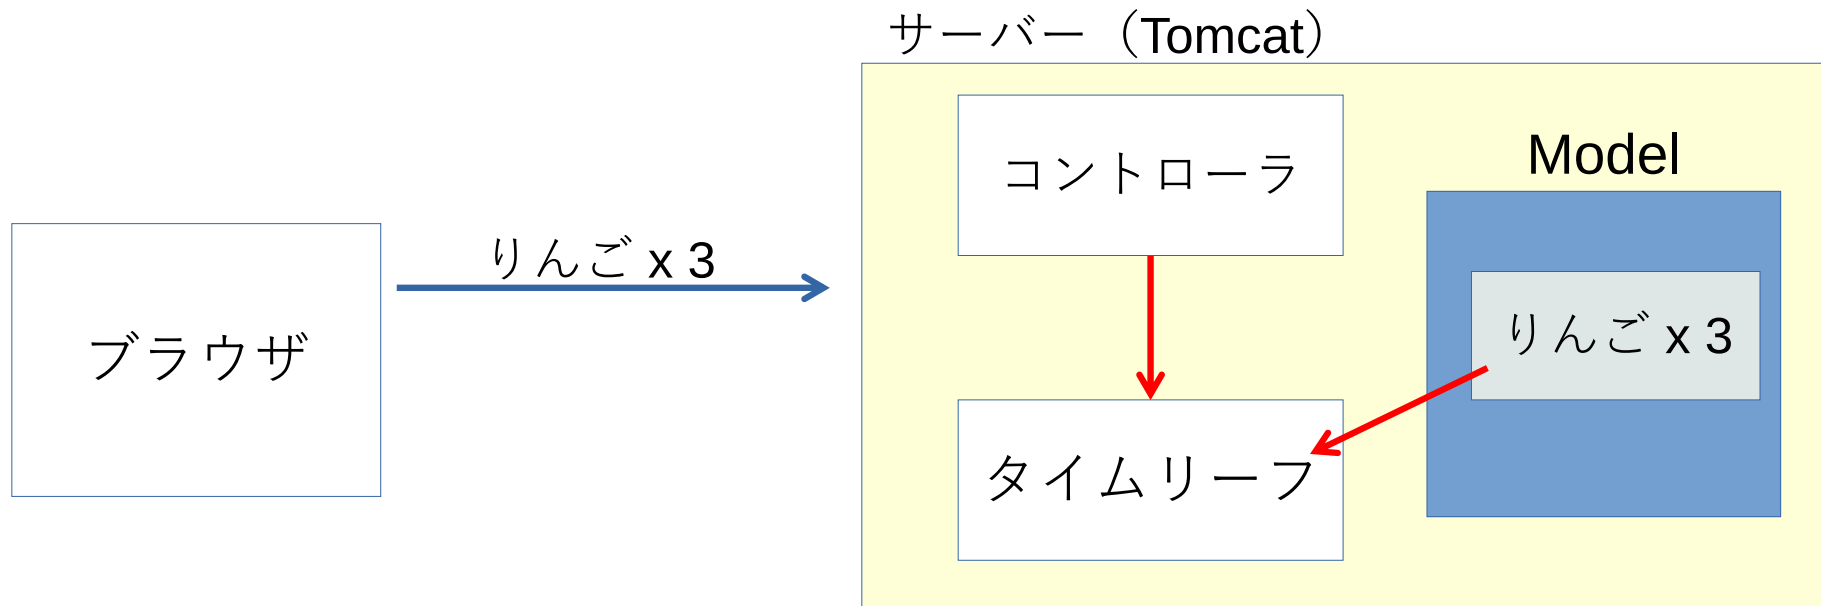 サーバー（Tomcat）
コントローラ
Model
りんご x 3
ブラウザ
りんご x 3
タイムリーフ